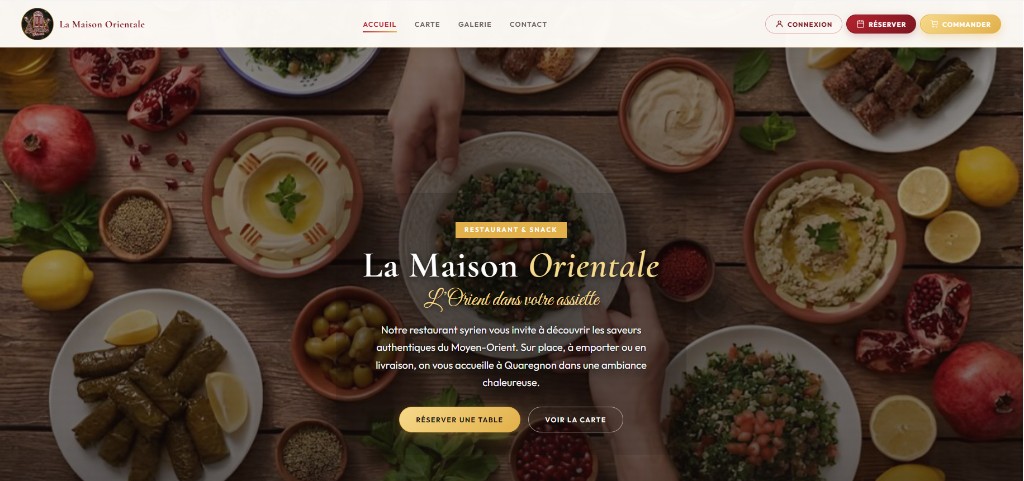 La Maison Orientale
ACCUEIL
CARTE
GALERIE
CONTACT
CONNEXION
RÉSERVER
COMMANDER
RESTAURANT & SNACK
La Maison Orientale
L'Orient dans votre assiette
Notre restaurant syrien vous invite à découvrir les saveurs
authentiques du Moyen-Orient. Sur place, à emporter ou en
livraison, on vous accueille à Quaregnon dans une ambiance
chaleureuse.
RÉSERVER UNE TABLE
VOIR LA CARTE